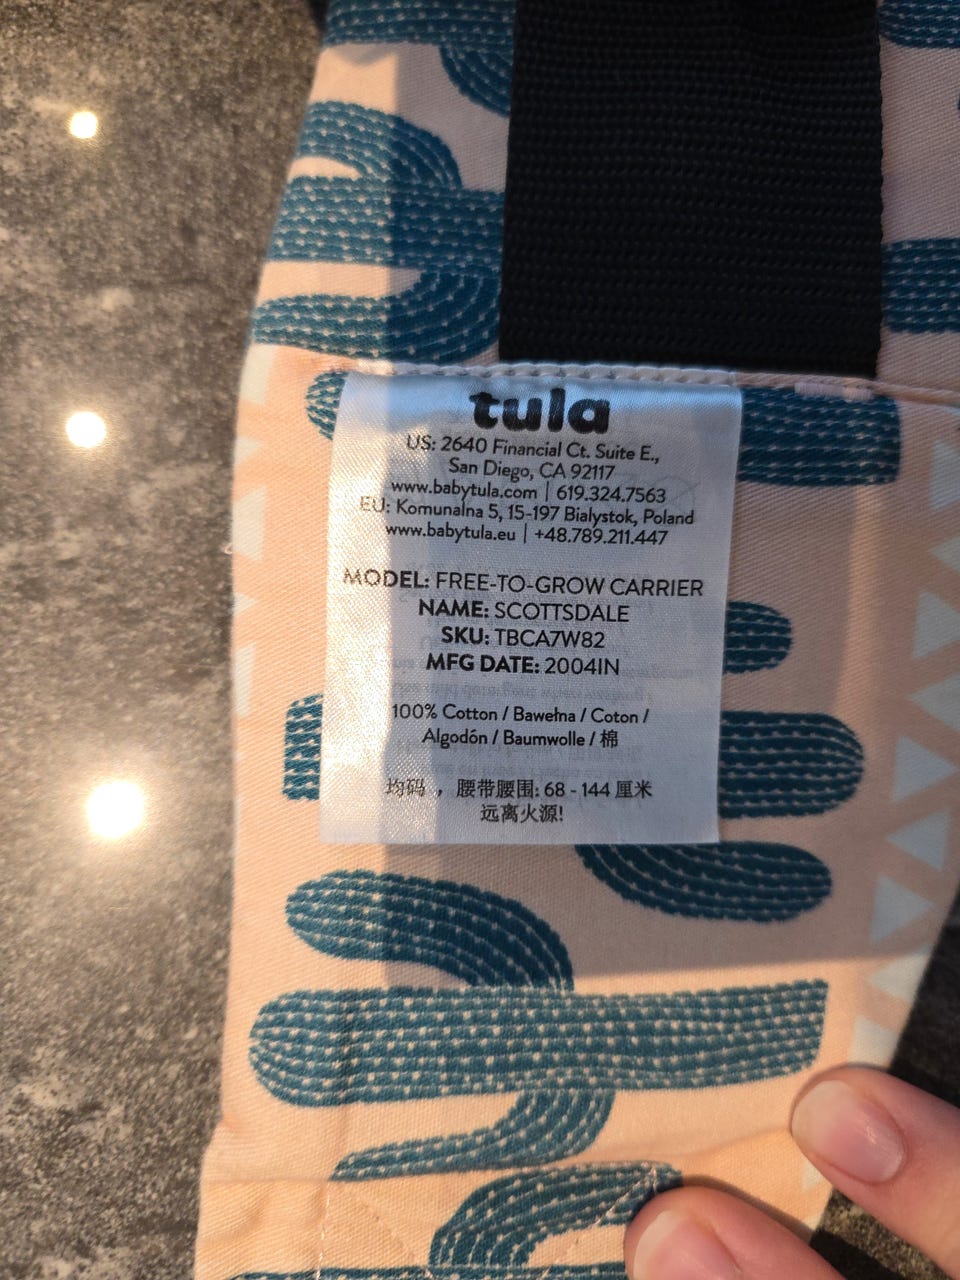 tula
US: 2640 Financial Ct. Suite E.,
San Diego, CA 92117
www.babytula.com | 619.324.7563
EU: Komunalna 5, 15-197 Bialystok, Poland
www.babytula.eu | +48.789.211.447
MODEL: FREE-TO-GROW CARRIER
NAME: SCOTTSDALE
SKU: TBCA7W82
MFG DATE: 2004IN
100% Cotton / Bawełna / Coton /
Algodón / Baumwolle / 棉
均码 ，腰带腰围: 68 - 144 厘米
远离火源!